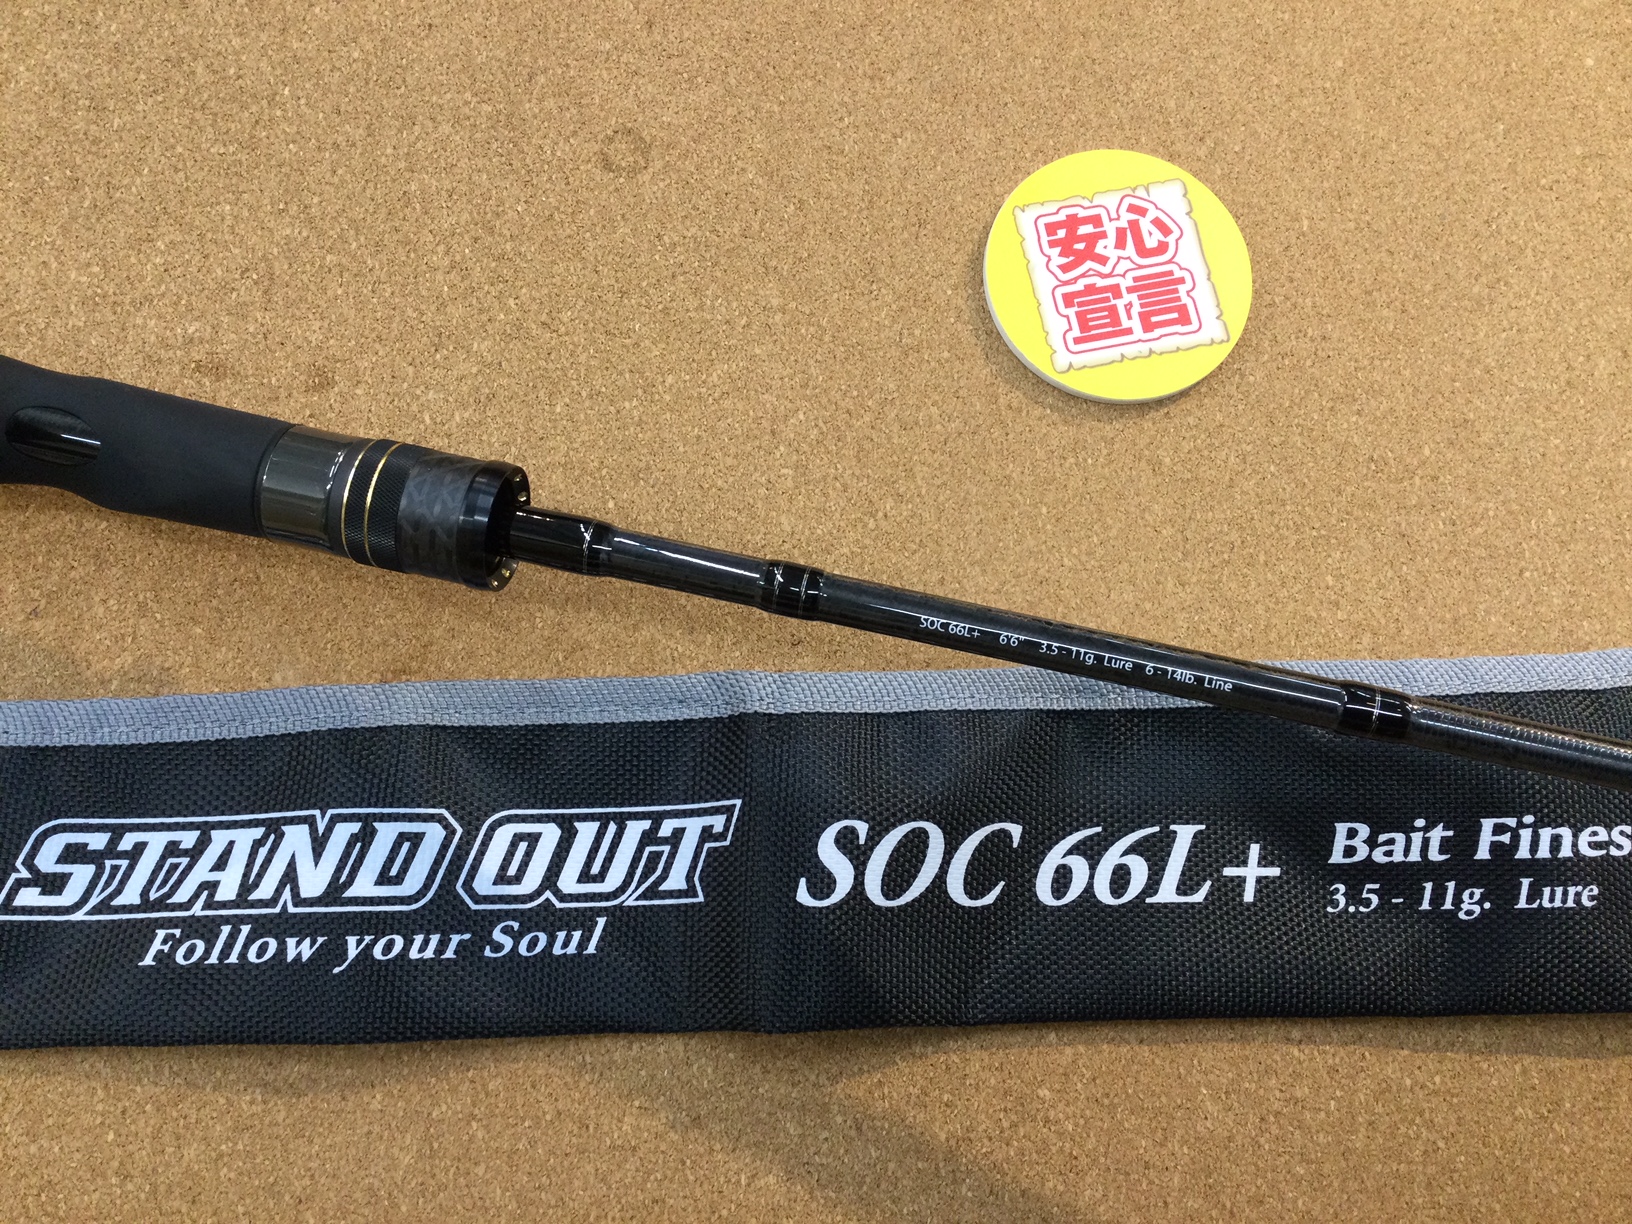 安心
宣言
SOC 66L+ 6'6" 3.5 - 11g. Lure 6 - 14lb. Line
STAND OUT
Follow your Soul
SOC 66L+
Bait Fines
3.5 - 11g. Lure